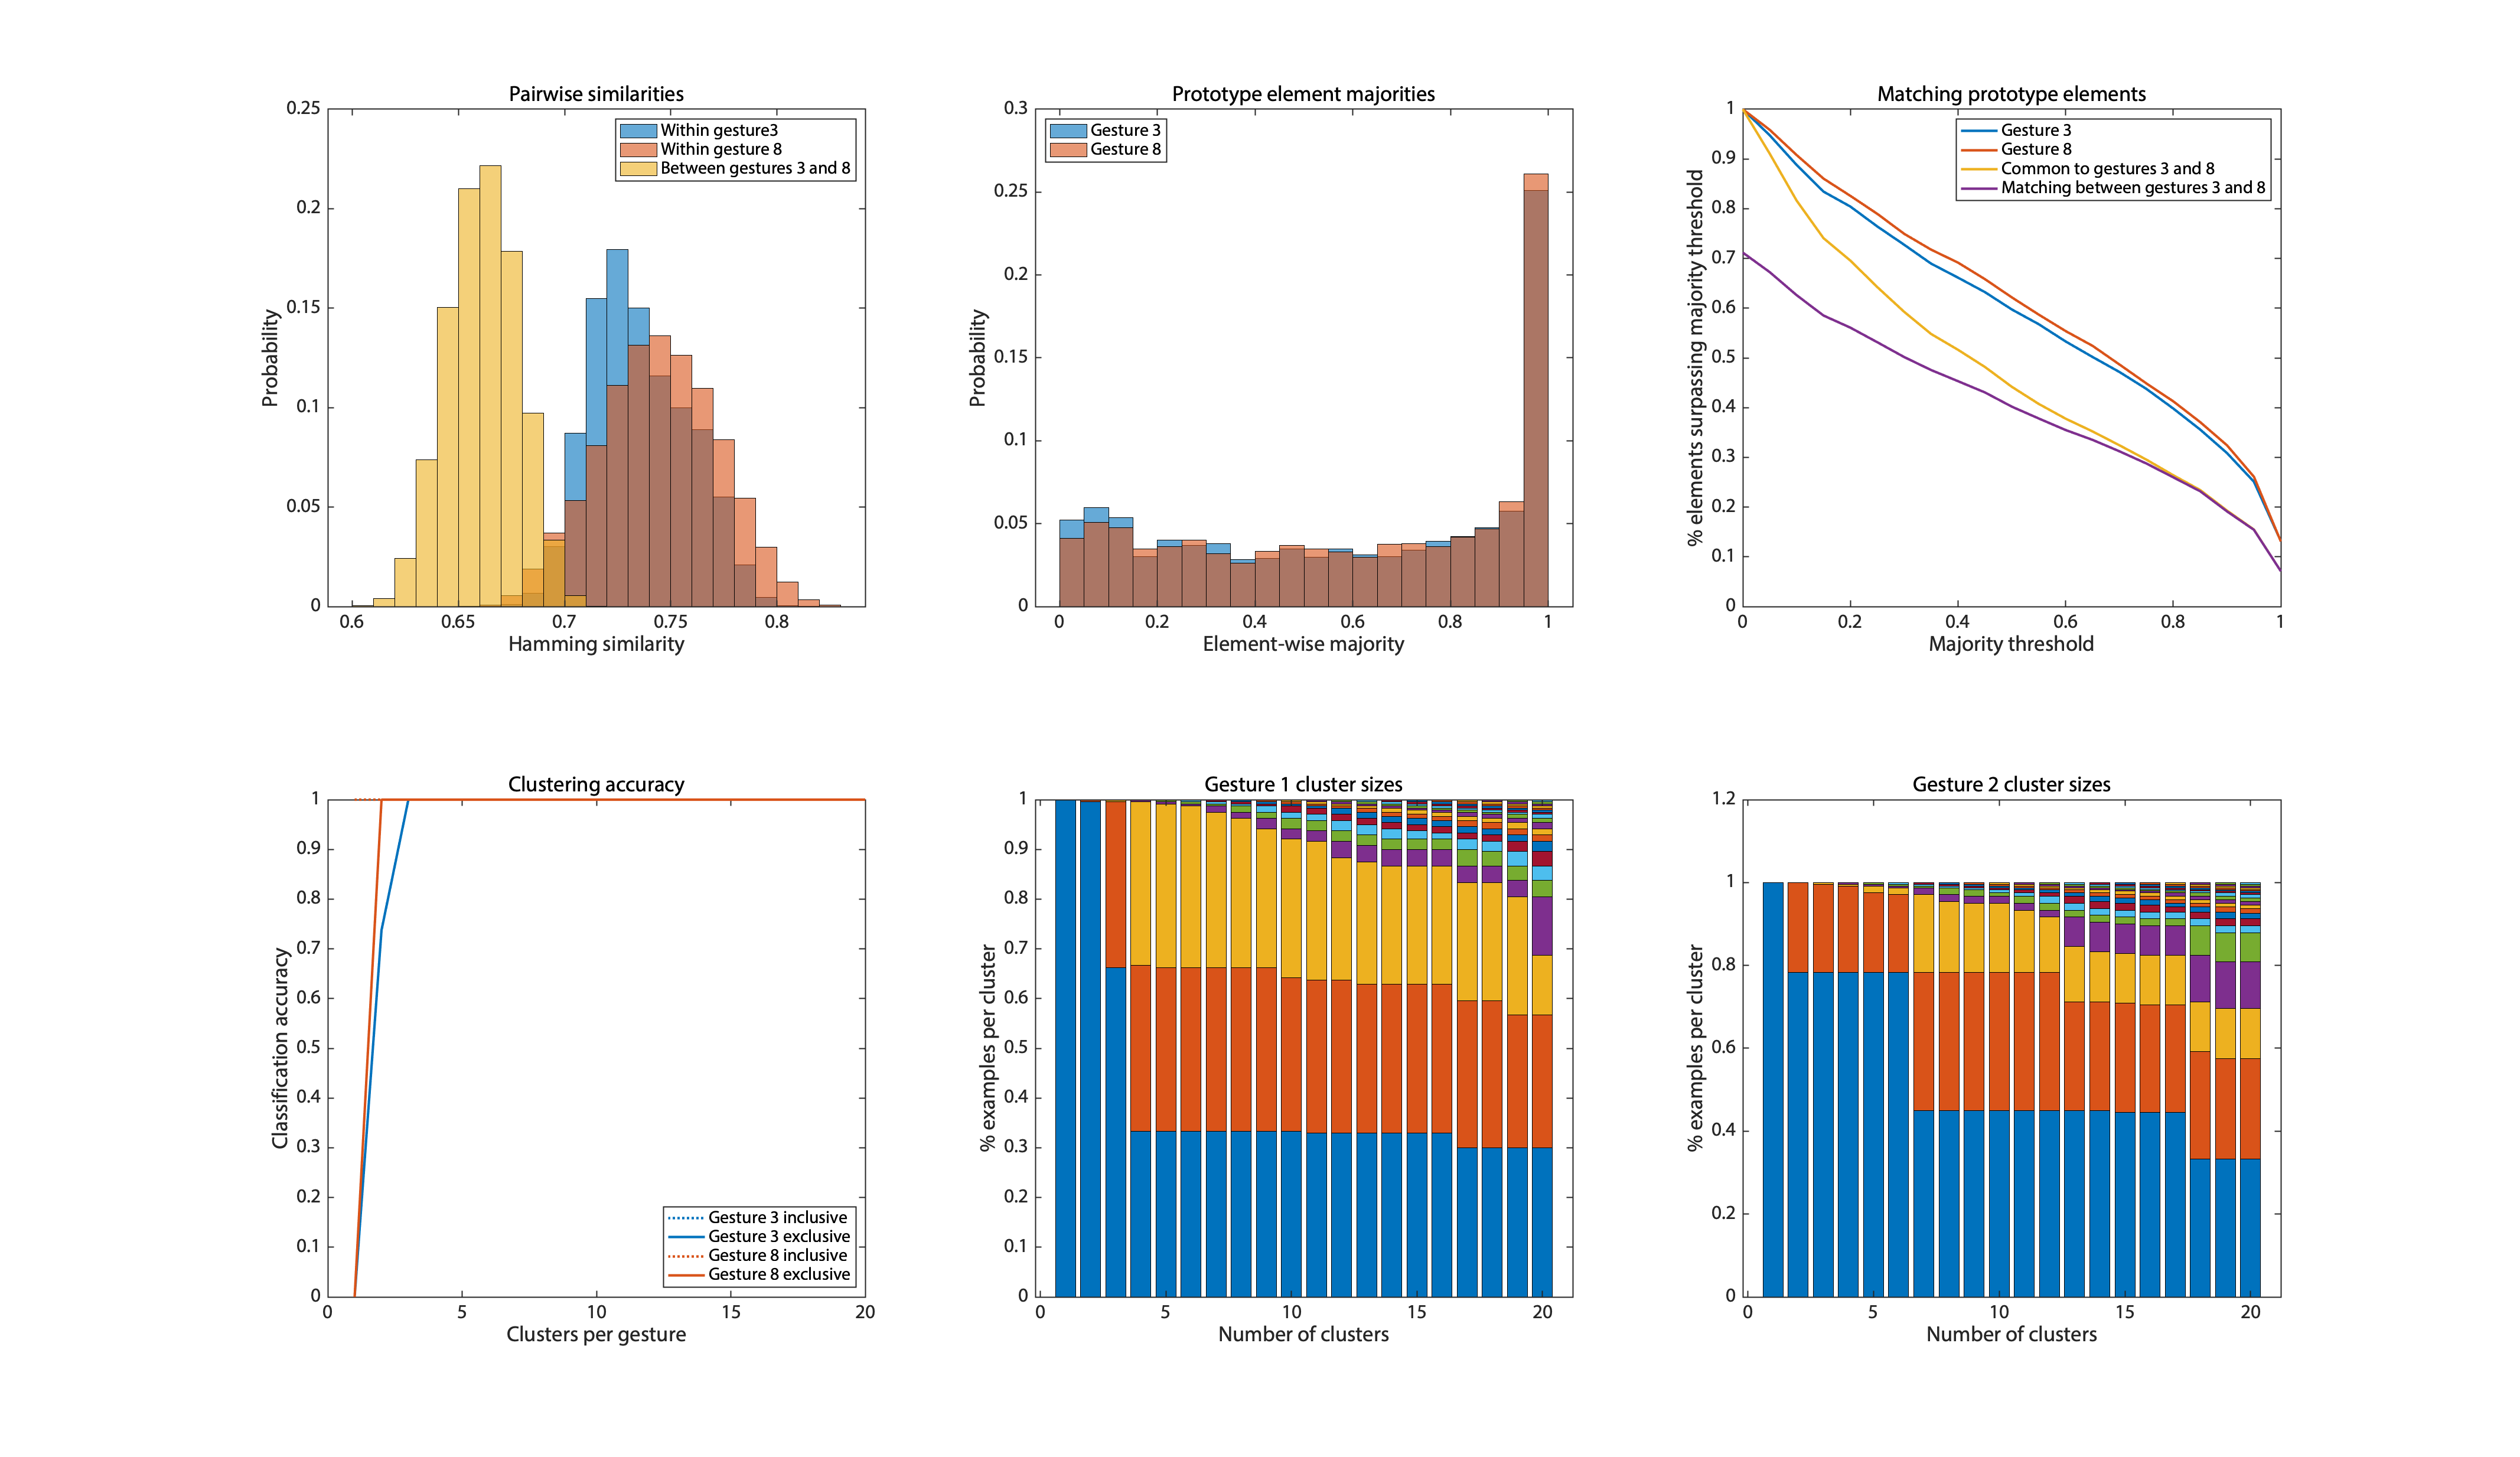 Pairwise similarities
0.25
0.2
0.15
0.1
0.05
0
Probability
Within gesture3
Within gesture 8
Between gestures 3 and 8
0.6 0.65 0.7 0.75 0.8
Hamming similarity
Prototype element majorities
0.3
0.25
0.2
0.15
0.1
0.05
0
Probability
Gesture 3
Gesture 8
0 0.2 0.4 0.6 0.8 1
Element-wise majority
Matching prototype elements
1
0.9
0.8
0.7
0.6
0.5
0.4
0.3
0.2
0.1
0
% elements surpassing majority threshold
Gesture 3
Gesture 8
Common to gestures 3 and 8
Matching between gestures 3 and 8
0 0.2 0.4 0.6 0.8 1
Majority threshold
Clustering accuracy
1
0.9
0.8
0.7
0.6
0.5
0.4
0.3
0.2
0.1
0
Classification accuracy
Gesture 3 inclusive
Gesture 3 exclusive
Gesture 8 inclusive
Gesture 8 exclusive
0 5 10 15 20
Clusters per gesture
Gesture 1 cluster sizes
1
0.9
0.8
0.7
0.6
0.5
0.4
0.3
0.2
0.1
0
% examples per cluster
0 5 10 15 20
Number of clusters
Gesture 2 cluster sizes
1.2
1
0.8
0.6
0.4
0.2
0
% examples per cluster
0 5 10 15 20
Number of clusters